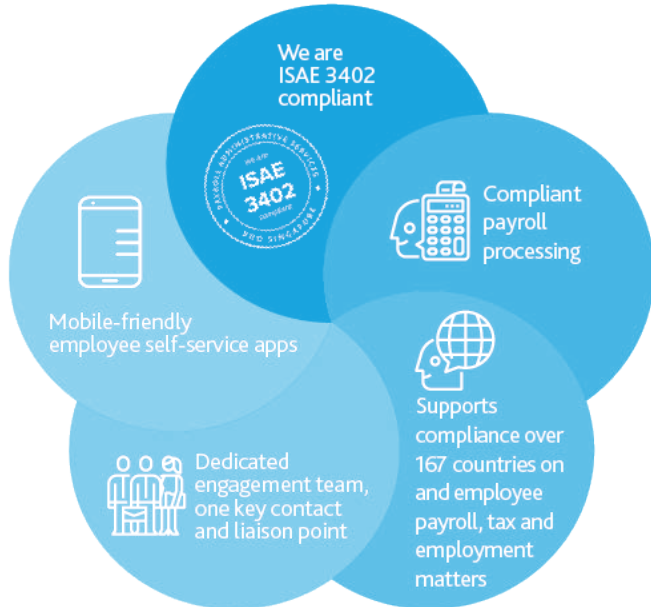 We are
ISAE 3402
compliant
PAYROLL ADMINISTRATIVE SERVICES
WE ARE
ISAE
3402
compliant
BDO SINGAPORE
Compliant
payroll
processing
Mobile-friendly
employee self-service apps
Supports
compliance over
167 countries on
and employee
payroll, tax and
employment
matters
Dedicated
engagement team,
one key contact
and liaison point